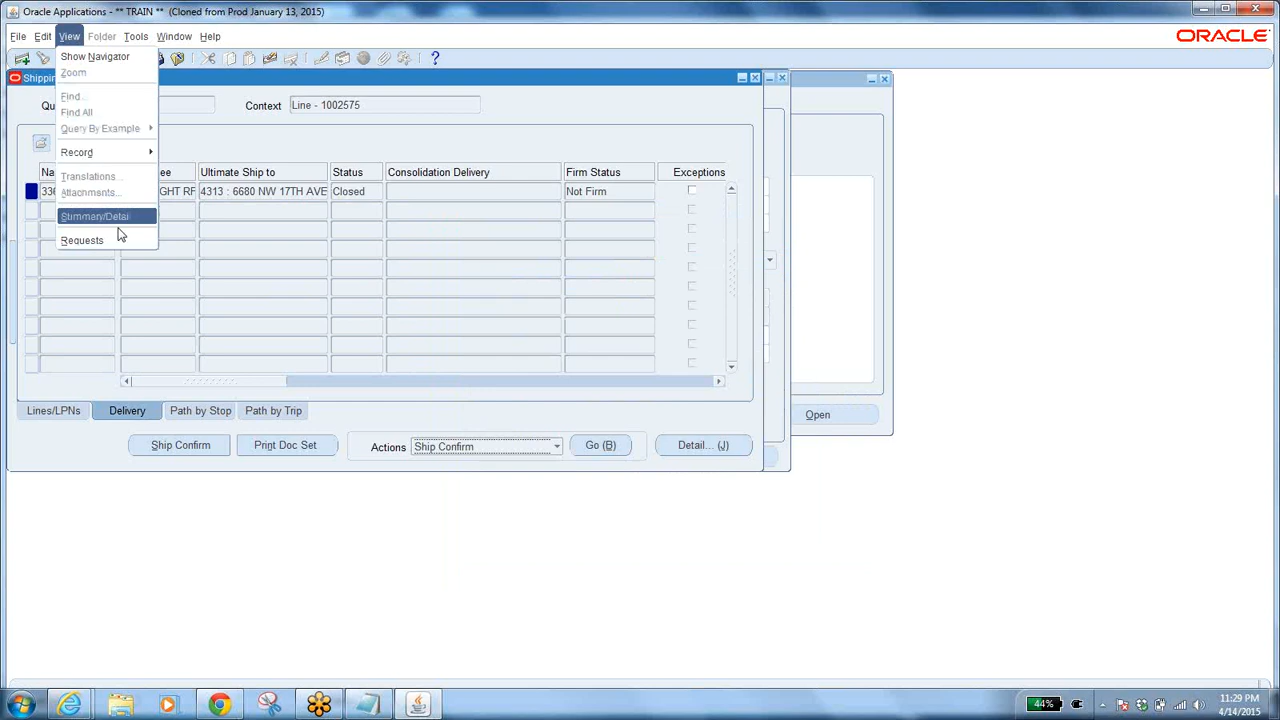 Oracle Applications - ** TRAIN ** (Cloned from Prod January 13, 2015)
File Edit View Folder Tools Window Help
ORACLE
Show Navigator
Zoom
Find...
Find All
Query By Example
Record
Translations...
Attachments...
Summary/Detail
Requests
Context Line - 1002575
Ultimate Ship to Status Consolidation Delivery Firm Status Exceptions
4313 : 6680 NW 17TH AVE Closed Not Firm
Lines/LPNs Delivery Path by Stop Path by Trip
Open
Ship Confirm Print Doc Set Actions Ship Confirm Go (B) Detail... (J)
44%
11:29 PM
4/14/2015